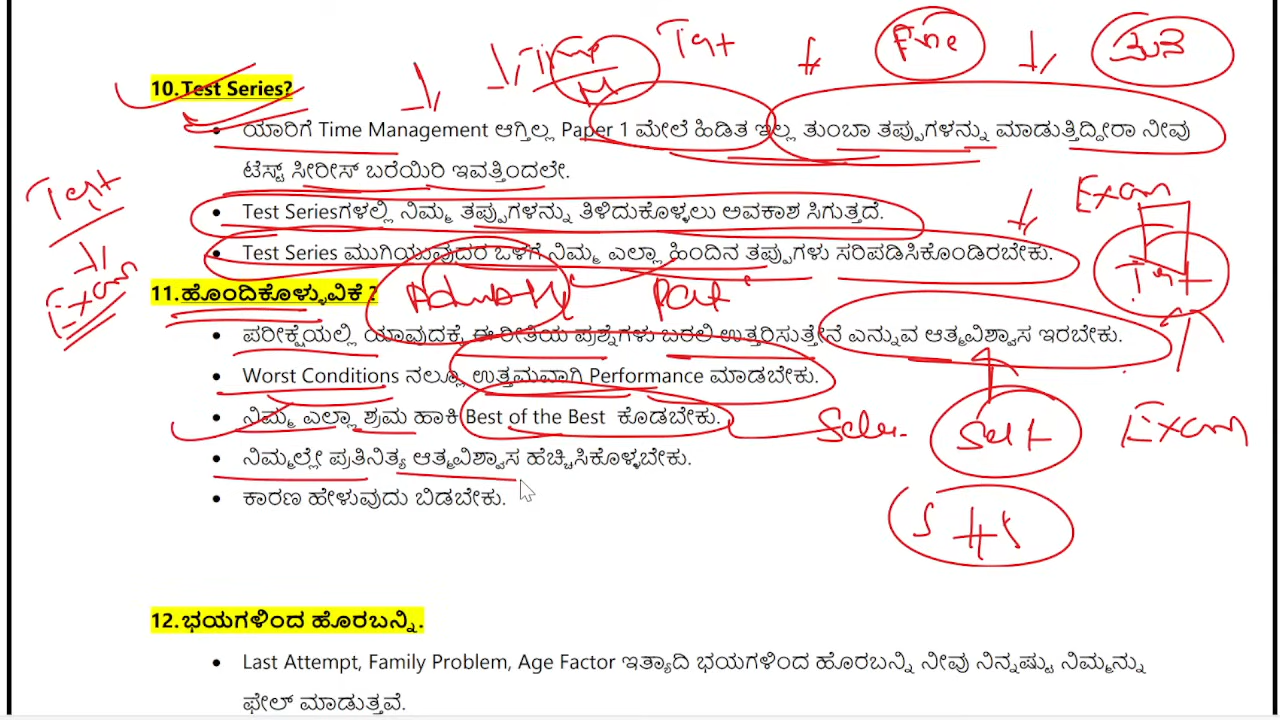 Time Test Fine ಮನೆ
M
10.Test Series?
• ಯಾರಿಗೆ Time Management ಆಗ್ತಿಲ್ಲ Paper 1 ಮೇಲೆ ಹಿಡಿತ ಇಲ್ಲ ತುಂಬಾ ತಪ್ಪುಗಳನ್ನು ಮಾಡುತ್ತಿದ್ವೀರಾ ನೀವು
ಟೆಸ್ಟ್ ಸೀರೀಸ್ ಬರೆಯಿರಿ ಇವತ್ತಿಂದಲೇ.
Test
Exam
• Test Seriesಗಳಲ್ಲಿ ನಿಮ್ಮ ತಪ್ಪುಗಳನ್ನು ತಿಳಿದುಕೊಳ್ಳಲು ಅವಕಾಶ ಸಿಗುತ್ತದೆ.
• Test Series ಮುಗಿಯುವುದರ ಒಳಗೆ ನಿಮ್ಮ ಎಲ್ಲಾ ಹಿಂದಿನ ತಪ್ಪುಗಳು ಸರಿಪಡಿಸಿಕೊಂಡಿರಬೇಕು.
Test
Exam
11.ಹೊಂದಿಕೊಳ್ಳುವಿಕೆ ?
• ಪರೀಕ್ಷೆಯಲ್ಲಿ ಯಾವುದಕ್ಕೆ ಈ ರೀತಿಯ ಪ್ರಶ್ನೆಗಳು ಬರಲಿ ಉತ್ತರಿಸುತ್ತೇನೆ ಎನ್ನುವ ಆತ್ಮವಿಶ್ವಾಸ ಇರಬೇಕು.
• Worst Conditions ನಲ್ಲೂ ಉತ್ತಮವಾಗಿ Performance ಮಾಡಬೇಕು.
• ನಿಮ್ಮ ಎಲ್ಲಾ ಶ್ರಮ ಹಾಕಿ Best of the Best ಕೊಡಬೇಕು.
Self Exam
• ನಿಮ್ಮಲ್ಲೇ ಪ್ರತಿನಿತ್ಯ ಆತ್ಮವಿಶ್ವಾಸ ಹೆಚ್ಚಿಸಿಕೊಳ್ಳಬೇಕು.
• ಕಾರಣ ಹೇಳುವುದು ಬಿಡಬೇಕು.
12.ಭಯಗಳಿಂದ ಹೊರಬನ್ನಿ.
• Last Attempt, Family Problem, Age Factor ಇತ್ಯಾದಿ ಭಯಗಳಿಂದ ಹೊರಬನ್ನಿ ನೀವು ನಿನ್ನಷ್ಟು ನಿಮ್ಮನ್ನು
ಫೇಲ್ ಮಾಡುತ್ತವೆ.